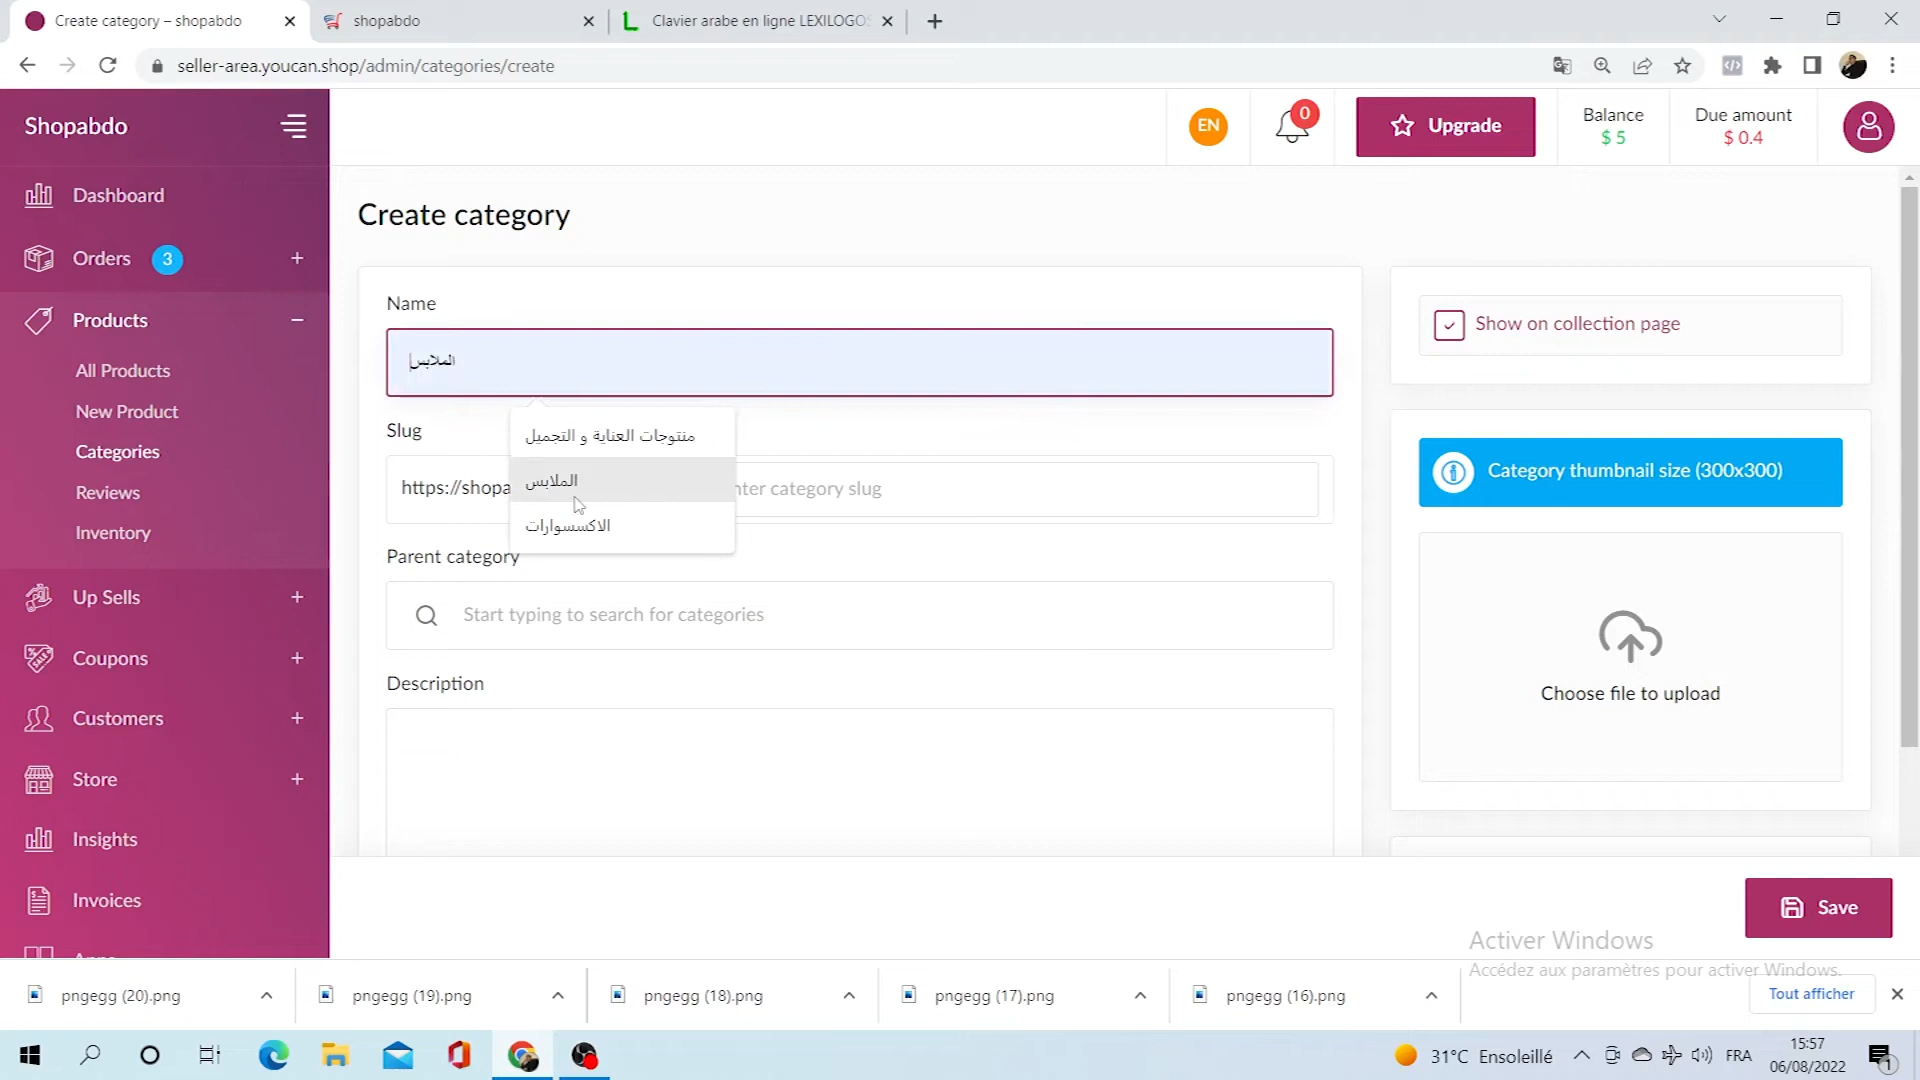 Create category – shopabdo
shopabdo
Clavier arabe en ligne LEXILOGOS
seller-area.youcan.shop/admin/categories/create
Shopabdo
EN
0
Upgrade
Balance
$ 5
Due amount
$ 0.4
Dashboard
Orders 3
Products
All Products
New Product
Categories
Reviews
Inventory
Up Sells
Coupons
Customers
Store
Insights
Invoices
Create category
Name
الملابس
منتوجات العناية و التجميل
الملابس
الاكسسوارات
Slug
https://shopa
nter category slug
Parent category
Start typing to search for categories
Description
Show on collection page
Category thumbnail size (300x300)
Choose file to upload
Save
Activer Windows
Accédez aux paramètres pour activer Windows.
pngegg (20).png
pngegg (19).png
pngegg (18).png
pngegg (17).png
pngegg (16).png
Tout afficher
31°C Ensoleillé
FRA
15:57
06/08/2022
1